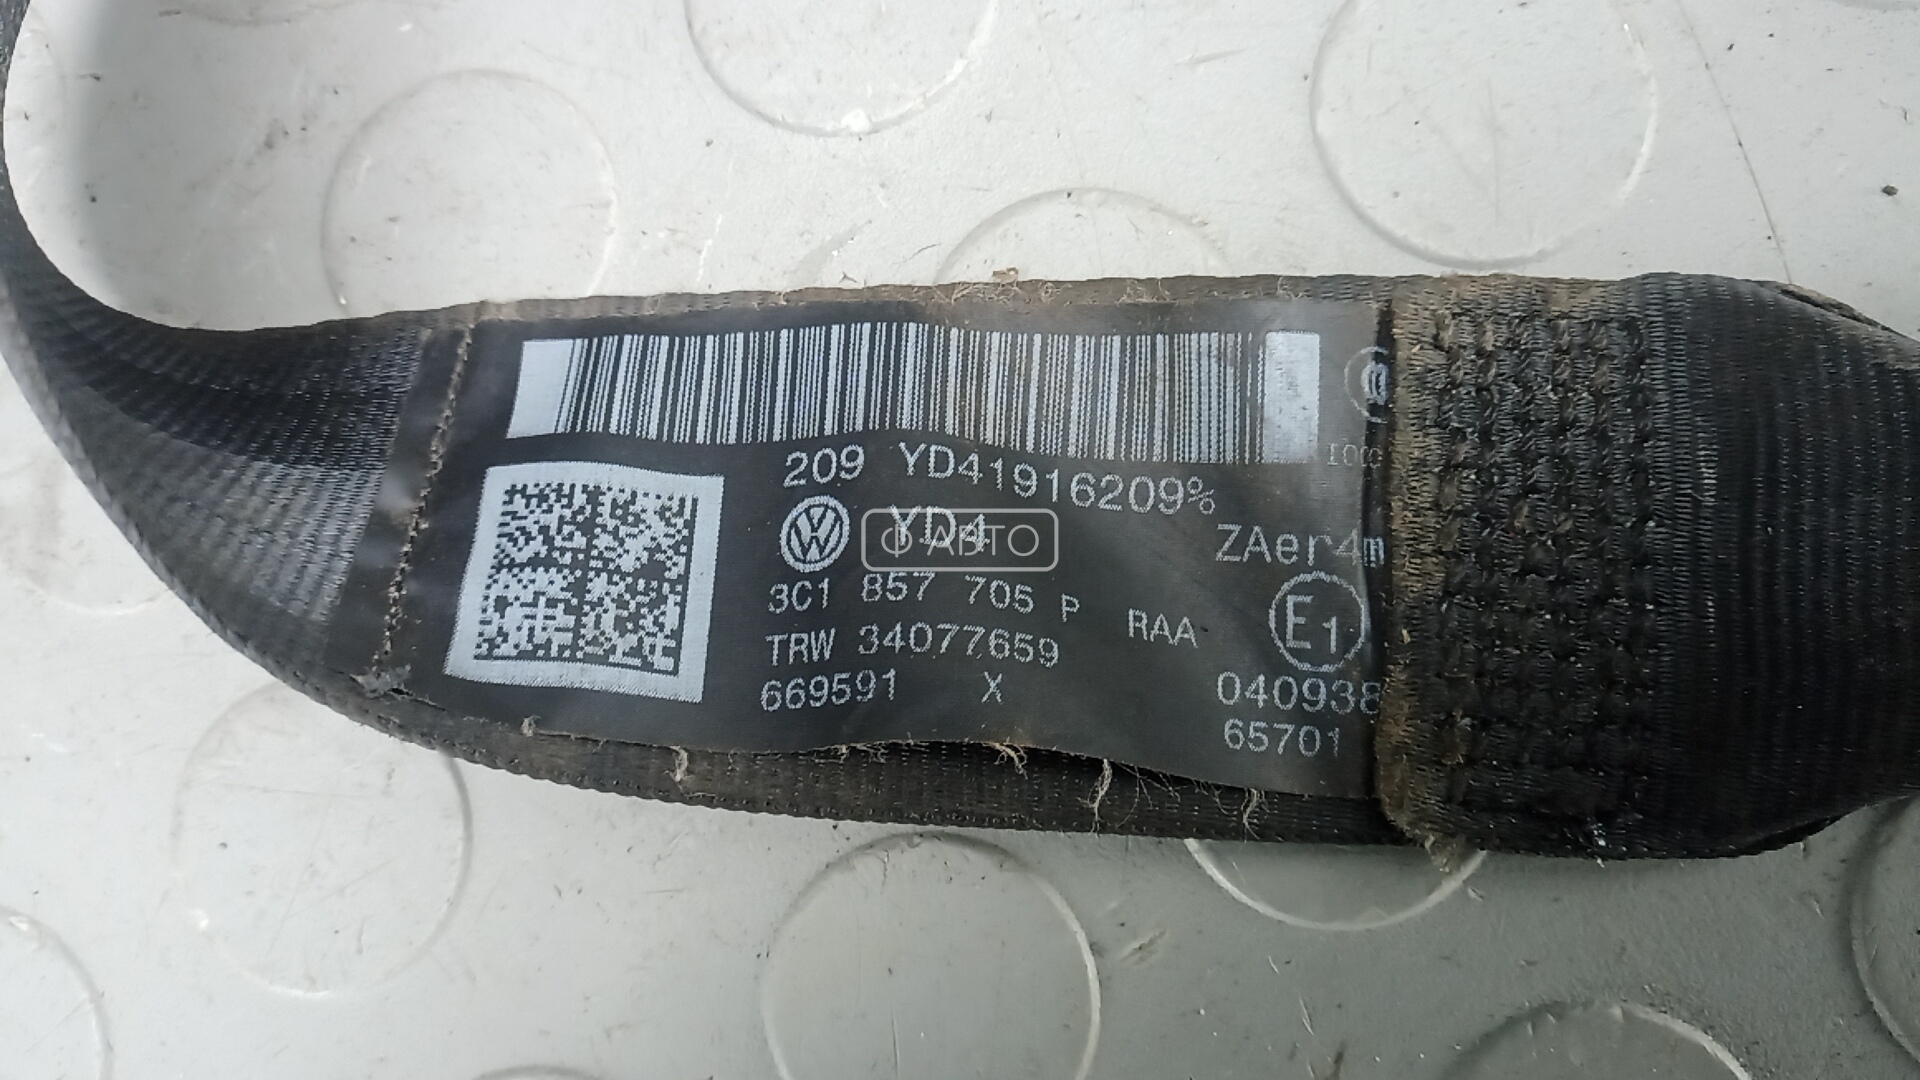 209 YD41916209%
YD4
Ф АВТО
ZAer4m
3C1 857 705 P RAA
E1
TRW 34077659
669591 X
040938
65701